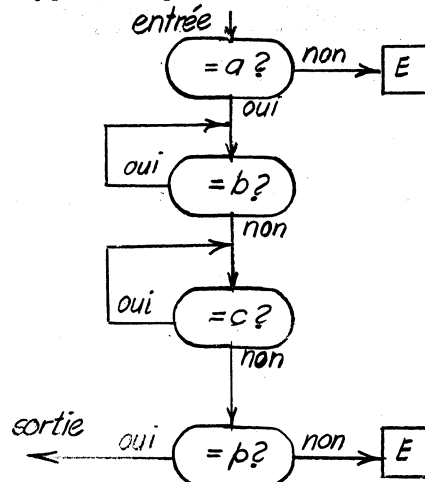 entrée
= a ? non E
oui
oui = b ?
non
oui = c ?
non
sortie oui = p ? non E